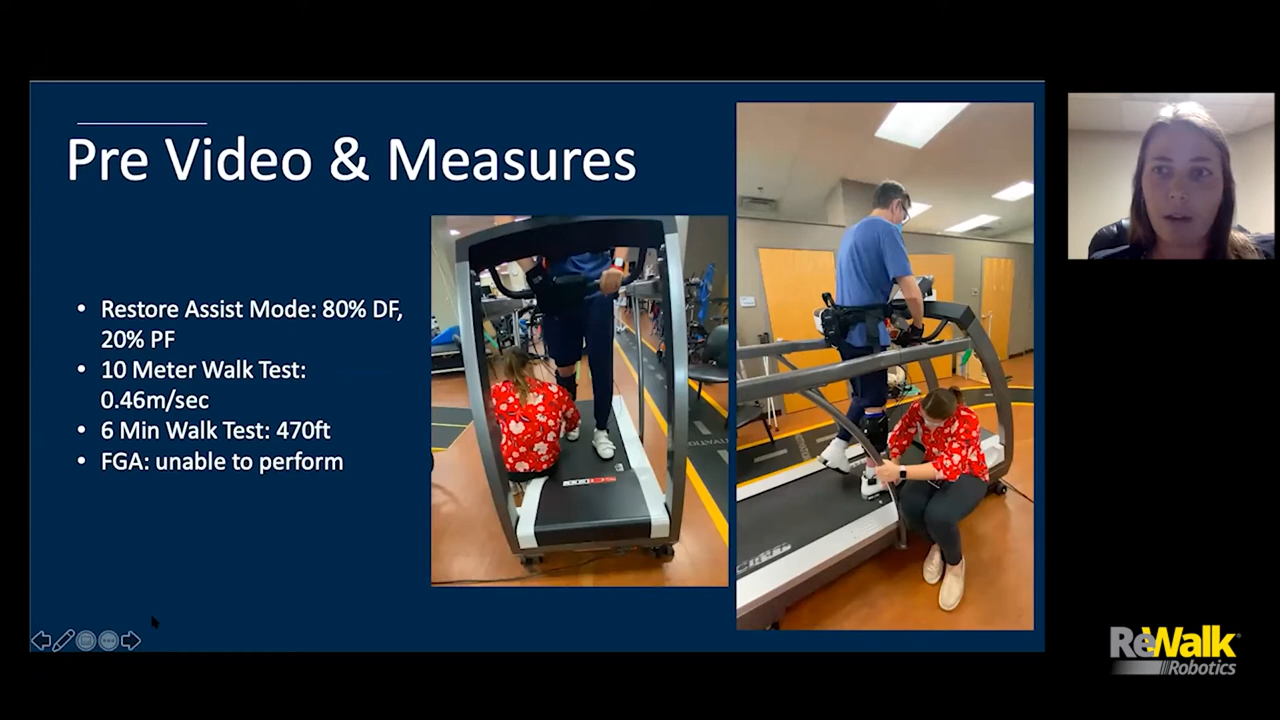 Pre Video & Measures
• Restore Assist Mode: 80% DF,
20% PF
• 10 Meter Walk Test:
0.46m/sec
• 6 Min Walk Test: 470ft
• FGA: unable to perform
ReWalk
Robotics